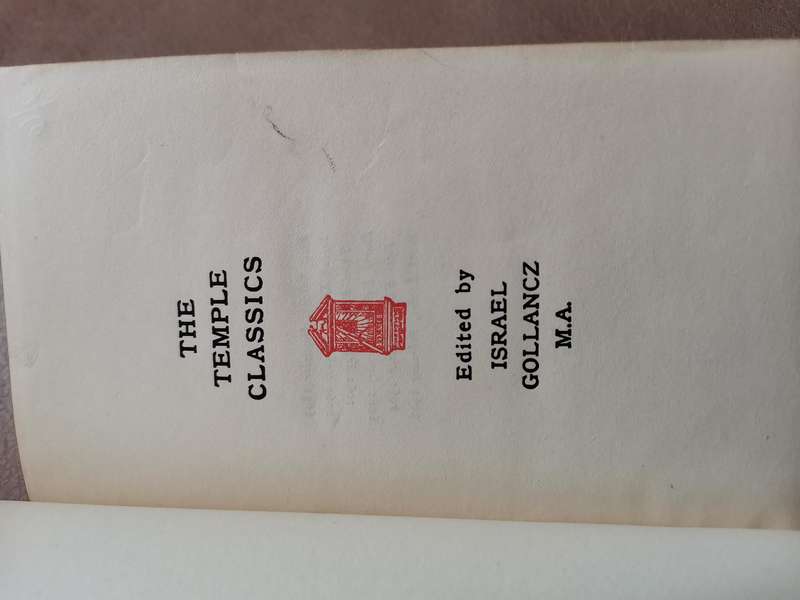 THE
TEMPLE
CLASSICS
Edited by
ISRAEL
GOLLANCZ
M.A.